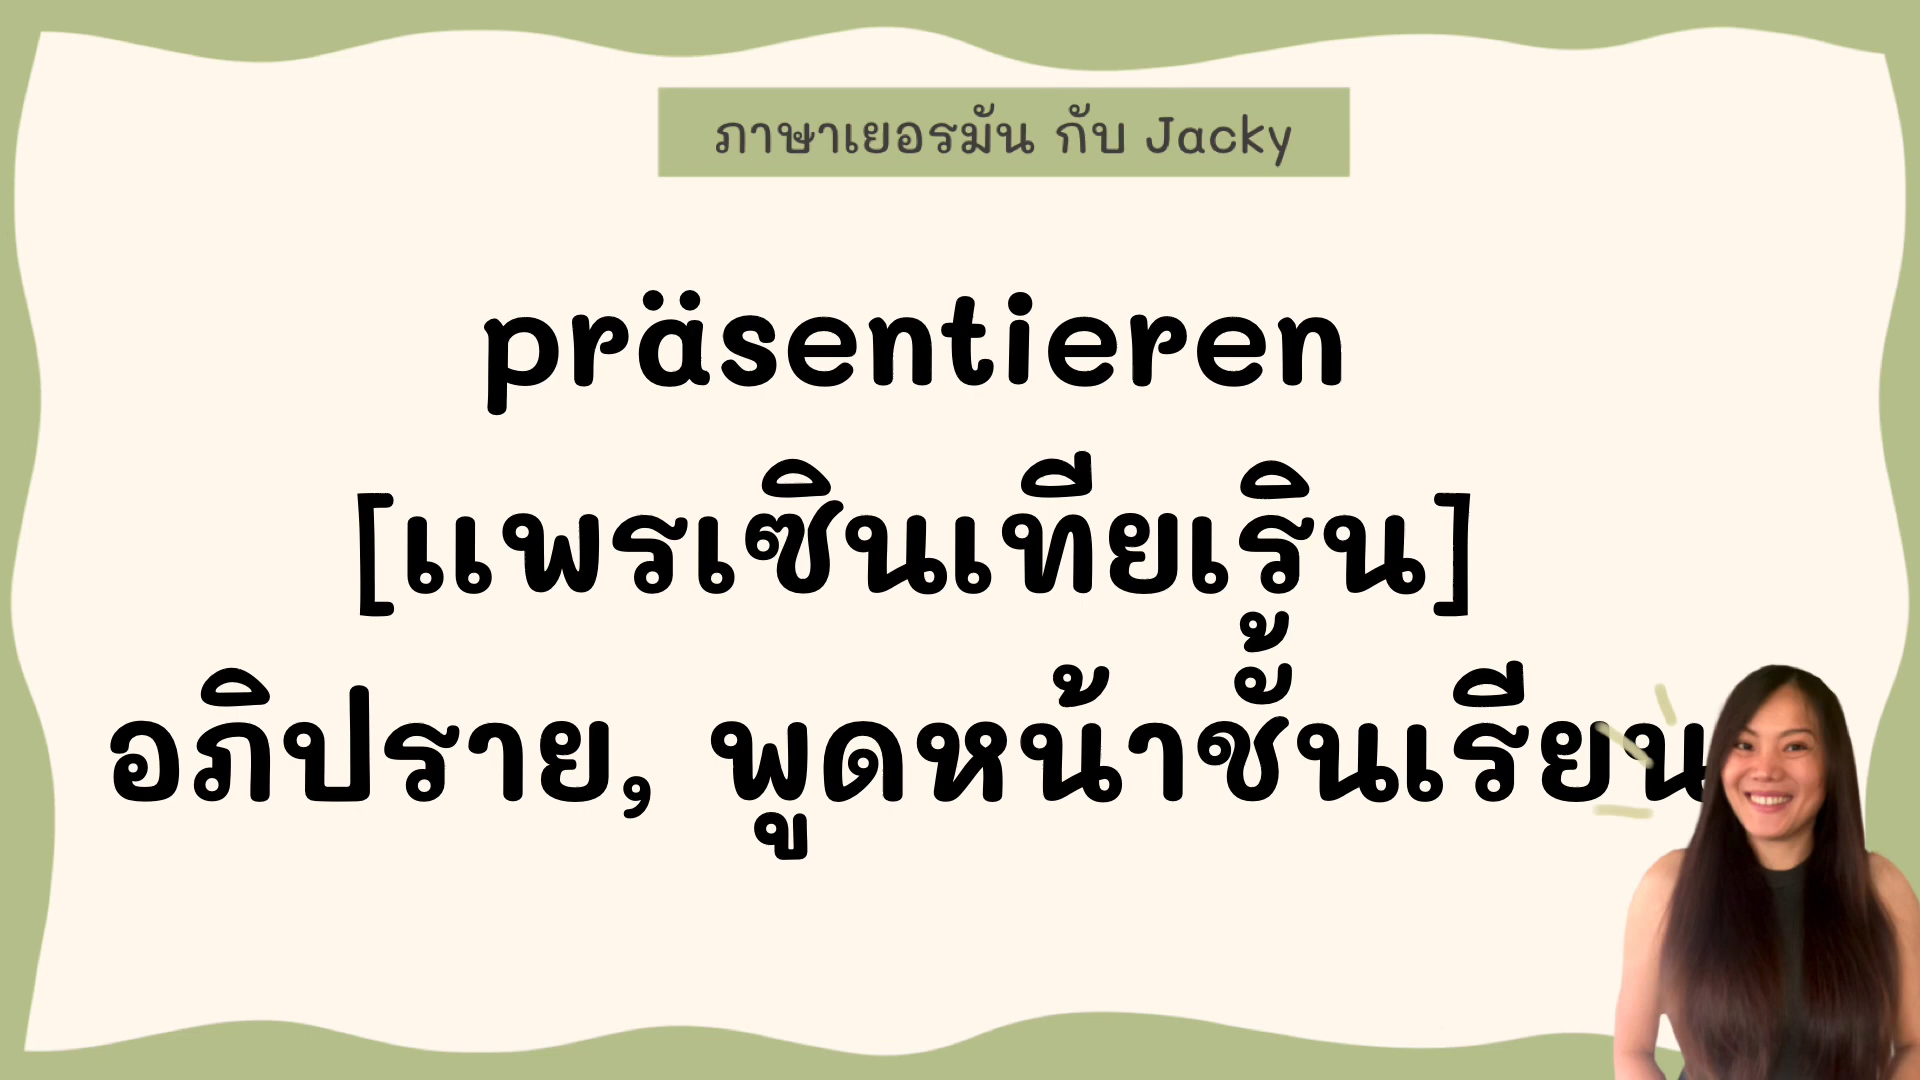 ภาษาเยอรมัน กับ Jacky
präsentieren
[แพรเซินเทียเริน]
อภิปราย, พูดหน้าชั้นเรียน